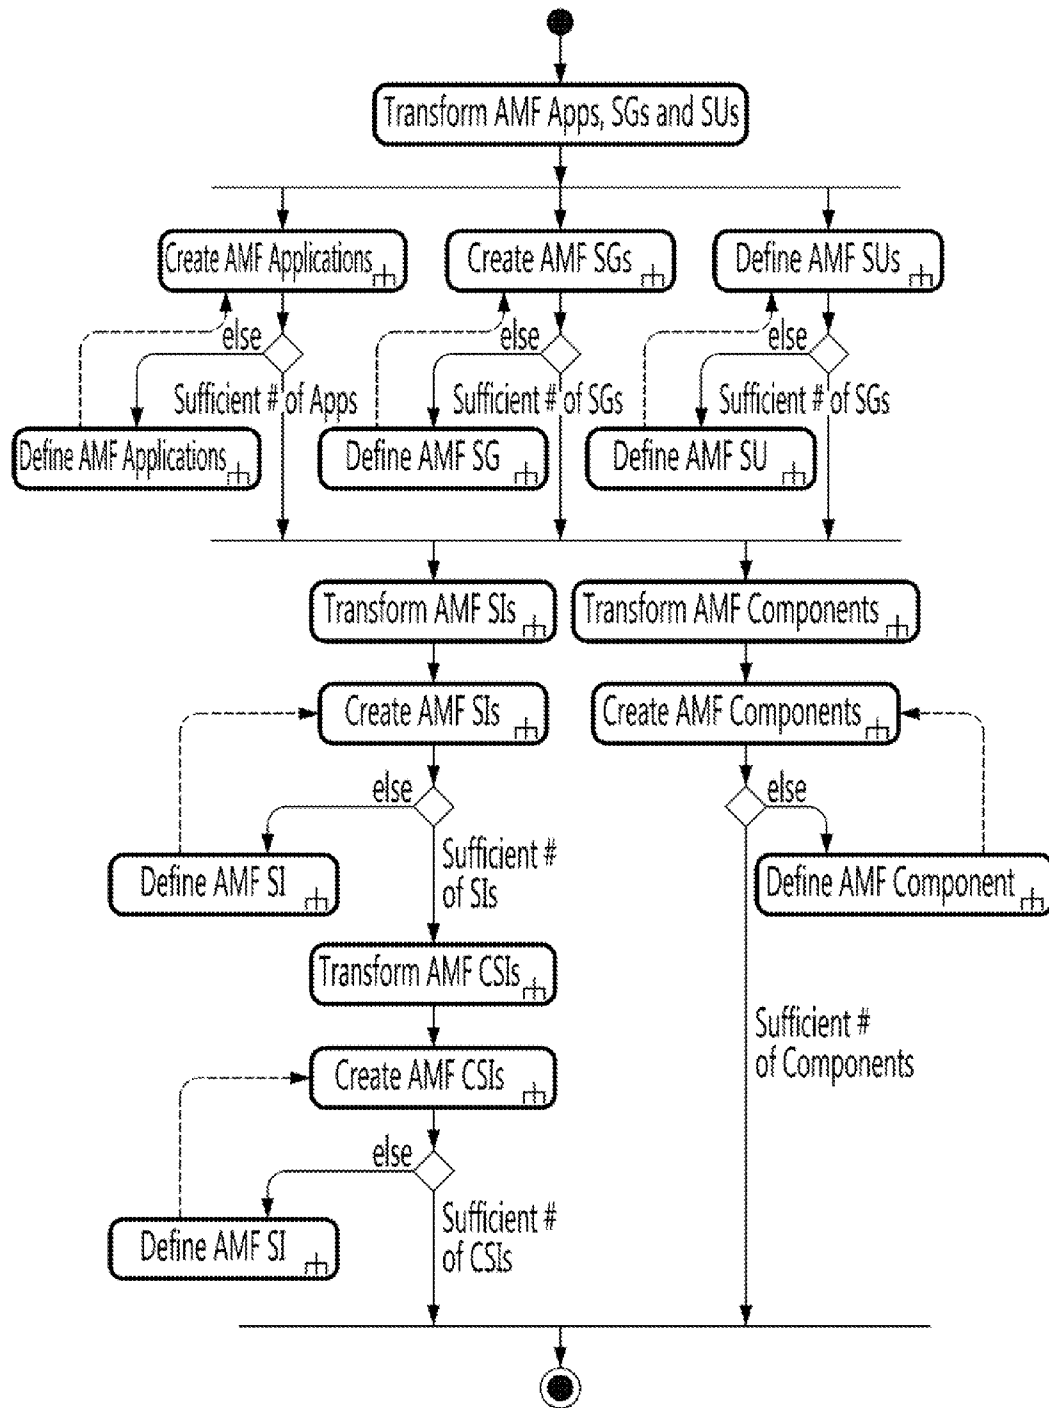 Transform AMF Apps, SGs and SUs
Create AMF Applications
Create AMF SGs
Define AMF SUs
else
else
else
Sufficient # of Apps
Sufficient # of SGs
Sufficient # of SGs
Define AMF Applications
Define AMF SG
Define AMF SU
Transform AMF SIs
Transform AMF Components
Create AMF SIs
Create AMF Components
else
else
Sufficient #
of SIs
Define AMF SI
Define AMF Component
Transform AMF CSIs
Sufficient #
of Components
Create AMF CSIs
else
Sufficient #
of CSIs
Define AMF SI